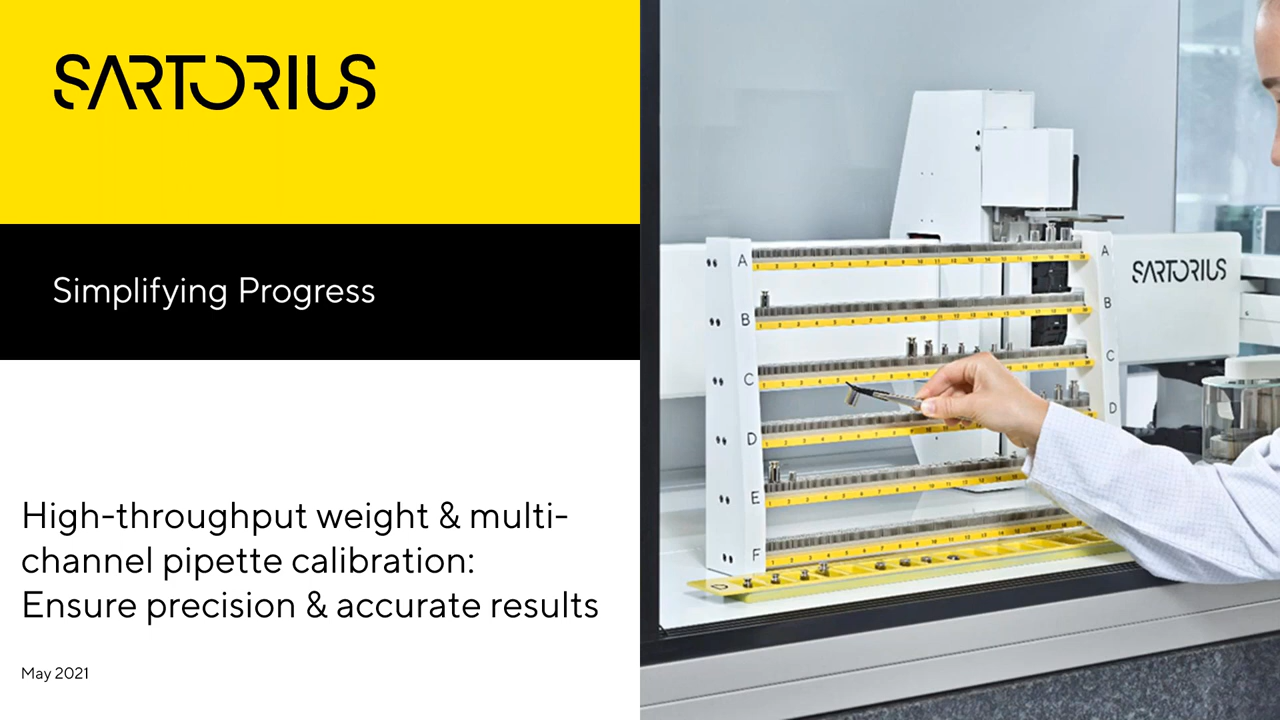 SARTORIUS
Simplifying Progress
High-throughput weight & multi-
channel pipette calibration:
Ensure precision & accurate results
May 2021
A
A
SARTORIUS
B
B
C
C
D
D
E
F
D